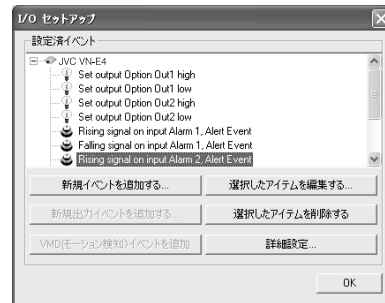 I/O セットアップ
設定済イベント
JVC VN-E4
Set output Option Out1 high
Set output Option Out1 low
Set output Option Out2 high
Set output Option Out2 low
Rising signal on input Alarm 1, Alert Event
Falling signal on input Alarm 1, Alert Event
Rising signal on input Alarm 2, Alert Event
新規イベントを追加する...
選択したアイテムを編集する...
新規出力イベントを追加する...
選択したアイテムを削除する
VMD(モーション検知)イベントを追加
詳細設定...
OK